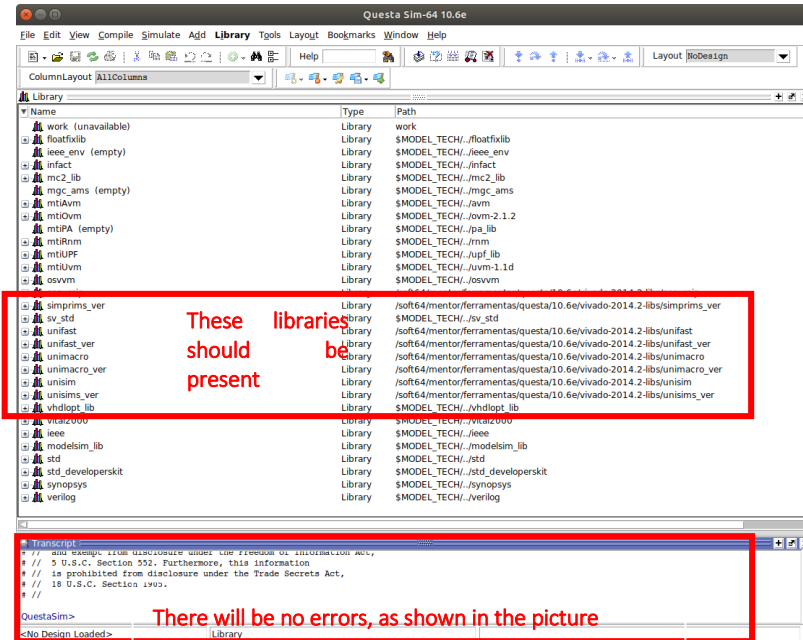 Questa Sim-64 10.6e
File Edit View Compile Simulate Add Library Tools Layout Bookmarks Window Help
Help Layout NoDesign
ColumnLayout AllColumns
Library
Name Type Path
work (unavailable) Library work
floatfixlib Library $MODEL_TECH/../floatfixlib
ieee_env (empty) Library $MODEL_TECH/../ieee_env
infact Library $MODEL_TECH/../infact
mc2_lib Library $MODEL_TECH/../mc2_lib
mgc_ams (empty) Library $MODEL_TECH/../mgc_ams
mtiAvm Library $MODEL_TECH/../avm
mtiOvm Library $MODEL_TECH/../ovm-2.1.2
mtiPA (empty) Library $MODEL_TECH/../pa_lib
mtiRnm Library $MODEL_TECH/../rnm
mtiUPF Library $MODEL_TECH/../upf_lib
mtiUvm Library $MODEL_TECH/../uvm-1.1d
osvvm Library $MODEL_TECH/../osvvm
simprims_ver Library /soft64/mentor/ferramentas/questa/10.6e/vivado-2014.2-libs/simprims_ver
sv_std Library $MODEL_TECH/../sv_std
unifast Library /soft64/mentor/ferramentas/questa/10.6e/vivado-2014.2-libs/unifast
unifast_ver Library /soft64/mentor/ferramentas/questa/10.6e/vivado-2014.2-libs/unifast_ver
unimacro Library /soft64/mentor/ferramentas/questa/10.6e/vivado-2014.2-libs/unimacro
unimacro_ver Library /soft64/mentor/ferramentas/questa/10.6e/vivado-2014.2-libs/unimacro_ver
unisim Library /soft64/mentor/ferramentas/questa/10.6e/vivado-2014.2-libs/unisim
unisims_ver Library /soft64/mentor/ferramentas/questa/10.6e/vivado-2014.2-libs/unisims_ver
vhdlopt_lib Library $MODEL_TECH/../vhdlopt_lib
These libraries
should be
present
vital2000 Library $MODEL_TECH/../vital2000
ieee Library $MODEL_TECH/../ieee
modelsim_lib Library $MODEL_TECH/../modelsim_lib
std Library $MODEL_TECH/../std
std_developerskit Library $MODEL_TECH/../std_developerskit
synopsys Library $MODEL_TECH/../synopsys
verilog Library $MODEL_TECH/../verilog
Transcript
# // and exempt from disclosure under the Freedom of Information Act,
# // 5 U.S.C. Section 552. Furthermore, this information
# // is prohibited from disclosure under the Trade Secrets Act,
# // 18 U.S.C. Section 1905.
# //
QuestaSim>
There will be no errors, as shown in the picture
<No Design Loaded> Library